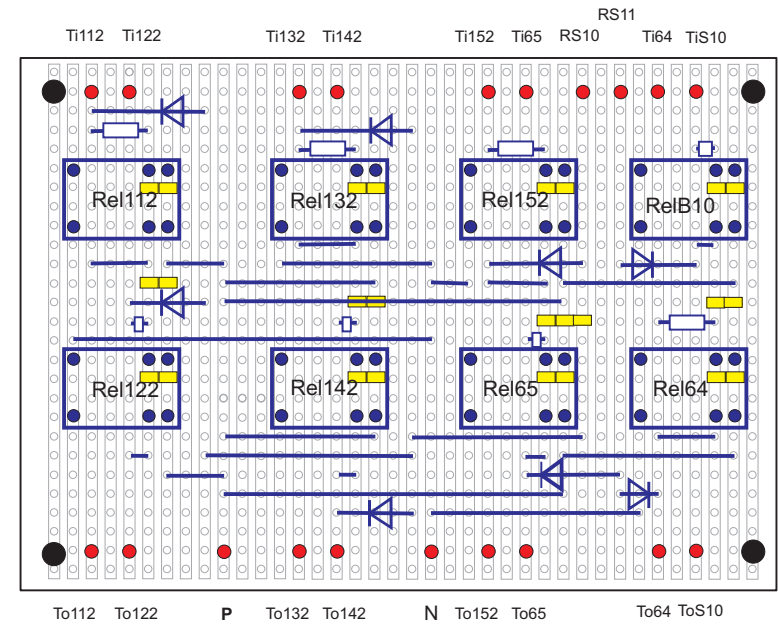 RS11
Ti112 Ti122 Ti132 Ti142 Ti152 Ti65 RS10 Ti64 TiS10
Rel112 Rel132 Rel152 RelB10
Rel122 Rel142 Rel65 Rel64
To112 To122 P To132 To142 N To152 To65 To64 ToS10